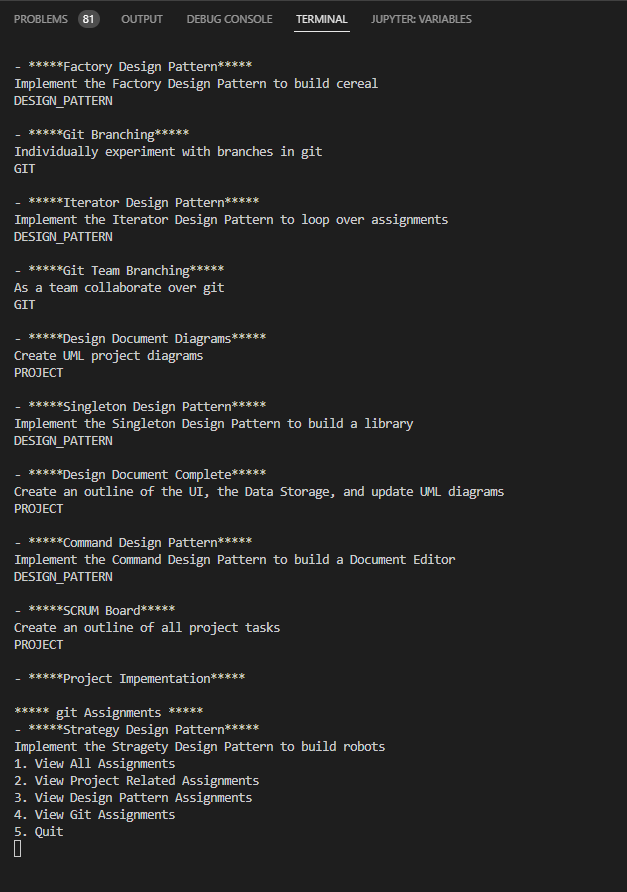 PROBLEMS 81 OUTPUT DEBUG CONSOLE TERMINAL JUPYTER: VARIABLES
- *****Factory Design Pattern*****
Implement the Factory Design Pattern to build cereal
DESIGN_PATTERN
- *****Git Branching*****
Individually experiment with branches in git
GIT
- *****Iterator Design Pattern*****
Implement the Iterator Design Pattern to loop over assignments
DESIGN_PATTERN
- *****Git Team Branching*****
As a team collaborate over git
GIT
- *****Design Document Diagrams*****
Create UML project diagrams
PROJECT
- *****Singleton Design Pattern*****
Implement the Singleton Design Pattern to build a library
DESIGN_PATTERN
- *****Design Document Complete*****
Create an outline of the UI, the Data Storage, and update UML diagrams
PROJECT
- *****Command Design Pattern*****
Implement the Command Design Pattern to build a Document Editor
DESIGN_PATTERN
- *****SCRUM Board*****
Create an outline of all project tasks
PROJECT
- *****Project Impementation*****
***** git Assignments *****
- *****Strategy Design Pattern*****
Implement the Stragety Design Pattern to build robots
1. View All Assignments
2. View Project Related Assignments
3. View Design Pattern Assignments
4. View Git Assignments
5. Quit